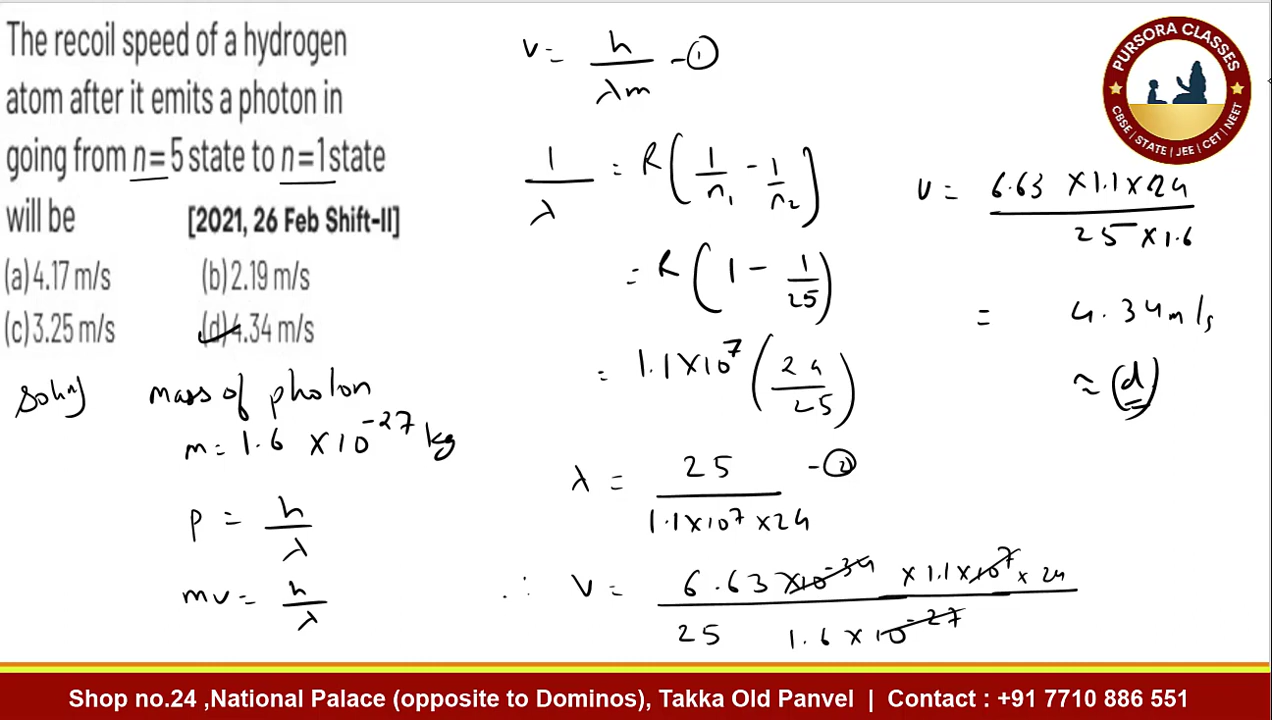 The recoil speed of a hydrogen
atom after it emits a photon in
going from n=5 state to n=1 state
will be [2021, 26 Feb Shift-II]
(a) 4.17 m/s (b) 2.19 m/s
(c) 3.25 m/s (d) 4.34 m/s
Soln) mass of photon
m = 1.6 × 10^-27 kg
p = h/λ
mv = h/λ
v = h/λm - ①
1/λ = R(1/n₁ - 1/n₂)
= R(1 - 1/25)
= 1.1×10^7 (24/25)
λ = 25/(1.1×10^7 × 24) - ②
∴ v = 6.63×10^-34 × 1.1×10^7 × 24 / 25 1.6×10^-27
v = 6.63 × 1.1 × 24 / 25 × 1.6
= 4.34 m/s
≈ (d)
PURSORA CLASSES
CBSE | STATE | JEE | CET | NEET
Shop no.24 ,National Palace (opposite to Dominos), Takka Old Panvel | Contact : +91 7710 886 551